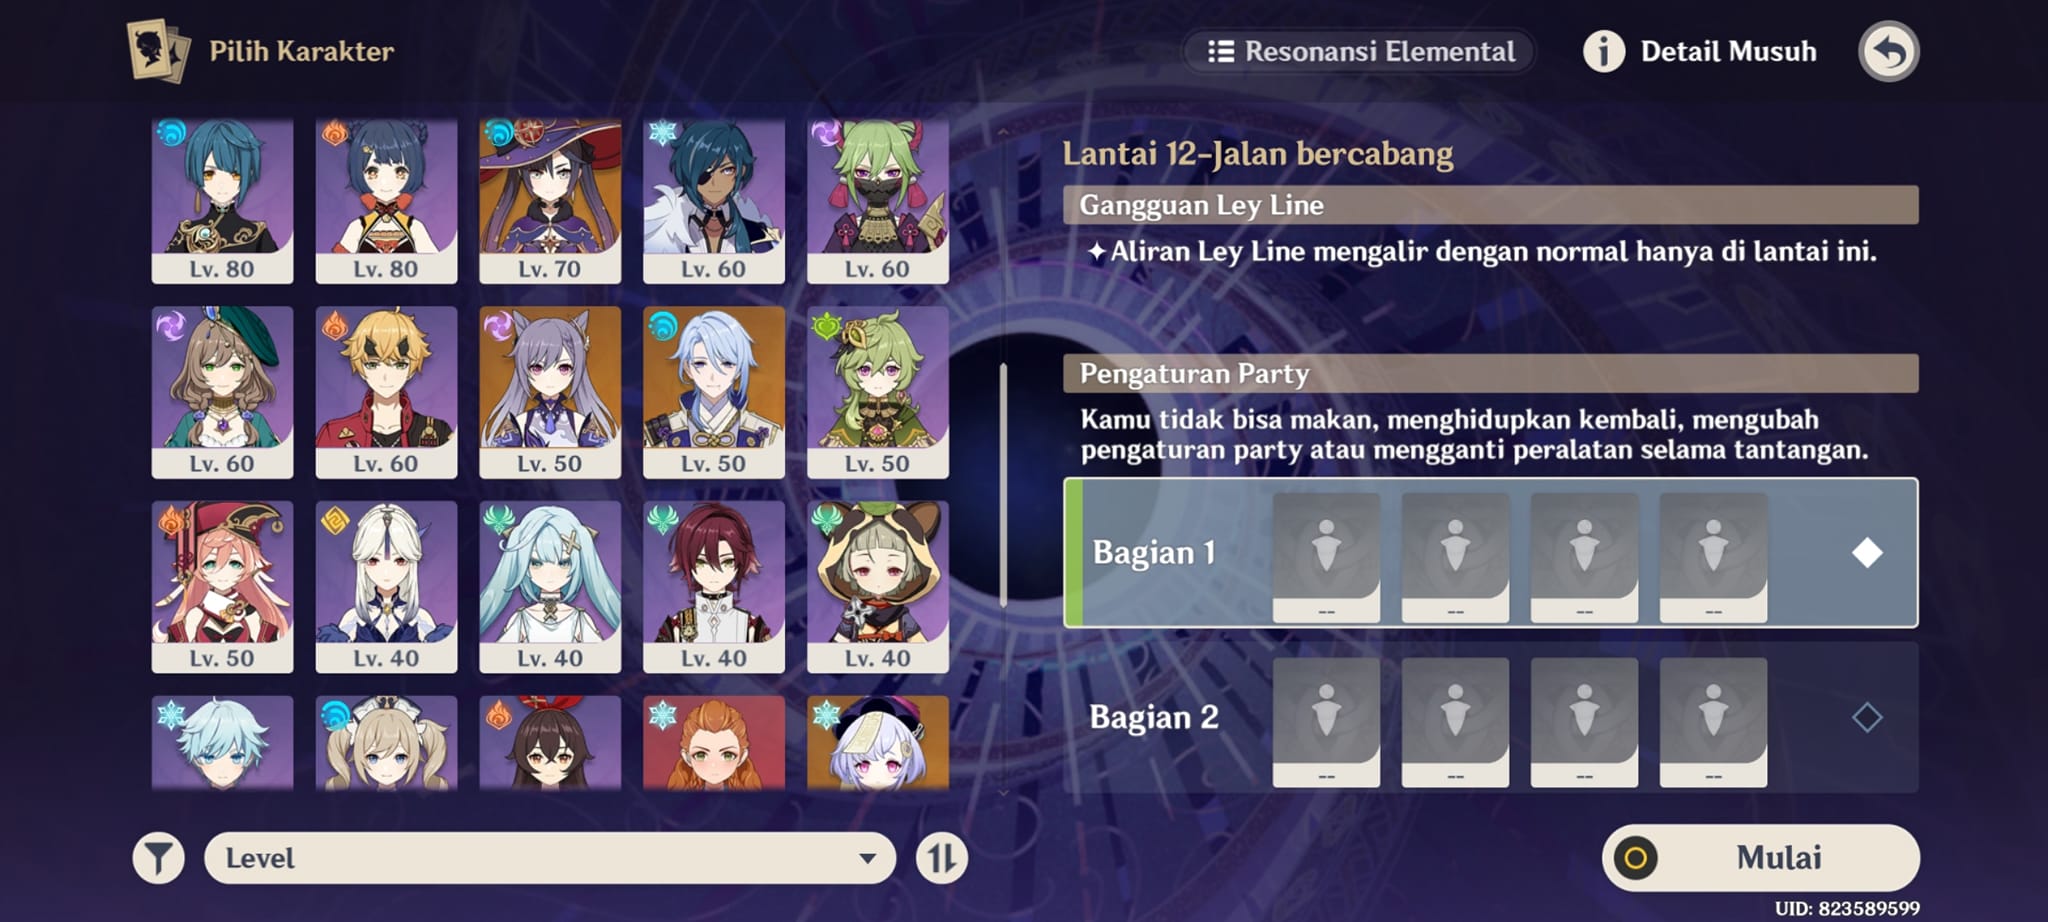 Pilih Karakter
Resonansi Elemental
Detail Musuh
Lv. 80
Lv. 80
Lv. 70
Lv. 60
Lv. 60
Lv. 60
Lv. 60
Lv. 50
Lv. 50
Lv. 50
Lv. 50
Lv. 40
Lv. 40
Lv. 40
Lv. 40
Level
Lantai 12-Jalan bercabang
Gangguan Ley Line
✦Aliran Ley Line mengalir dengan normal hanya di lantai ini.
Pengaturan Party
Kamu tidak bisa makan, menghidupkan kembali, mengubah
pengaturan party atau mengganti peralatan selama tantangan.
Bagian 1
--
--
--
--
Bagian 2
--
--
--
--
Mulai
UID: 823589599